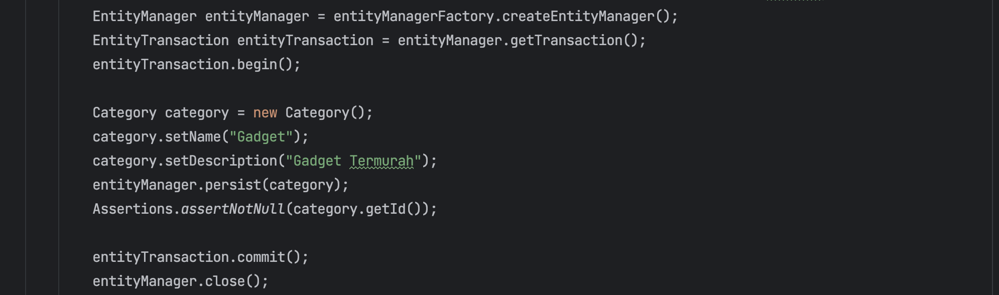 EntityManager entityManager = entityManagerFactory.createEntityManager();
EntityTransaction entityTransaction = entityManager.getTransaction();
entityTransaction.begin();
Category category = new Category();
category.setName("Gadget");
category.setDescription("Gadget Termurah");
entityManager.persist(category);
Assertions.assertNotNull(category.getId());
entityTransaction.commit();
entityManager.close();